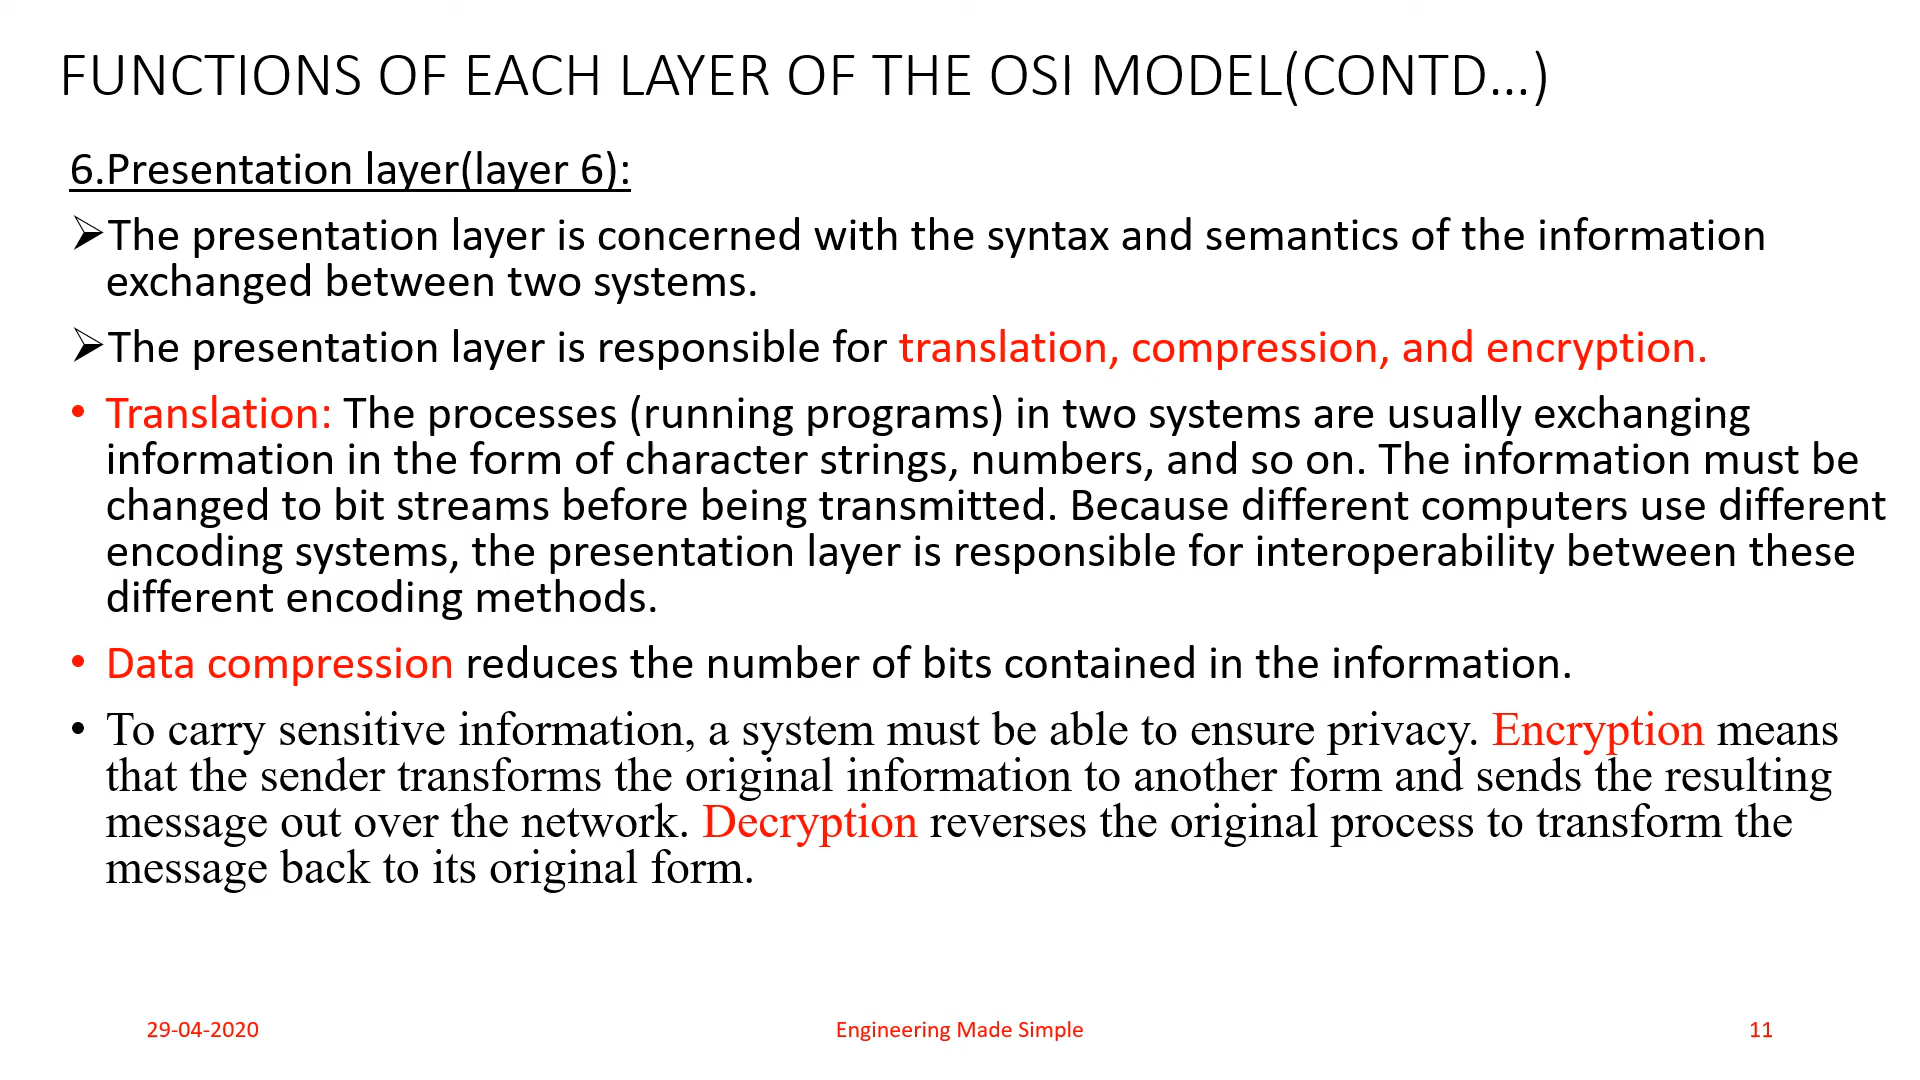 FUNCTIONS OF EACH LAYER OF THE OSI MODEL(CONTD...)
6.Presentation layer(layer 6):
➢The presentation layer is concerned with the syntax and semantics of the information
exchanged between two systems.
➢The presentation layer is responsible for translation, compression, and encryption.
• Translation: The processes (running programs) in two systems are usually exchanging
information in the form of character strings, numbers, and so on. The information must be
changed to bit streams before being transmitted. Because different computers use different
encoding systems, the presentation layer is responsible for interoperability between these
different encoding methods.
• Data compression reduces the number of bits contained in the information.
• To carry sensitive information, a system must be able to ensure privacy. Encryption means
that the sender transforms the original information to another form and sends the resulting
message out over the network. Decryption reverses the original process to transform the
message back to its original form.
29-04-2020
Engineering Made Simple
11